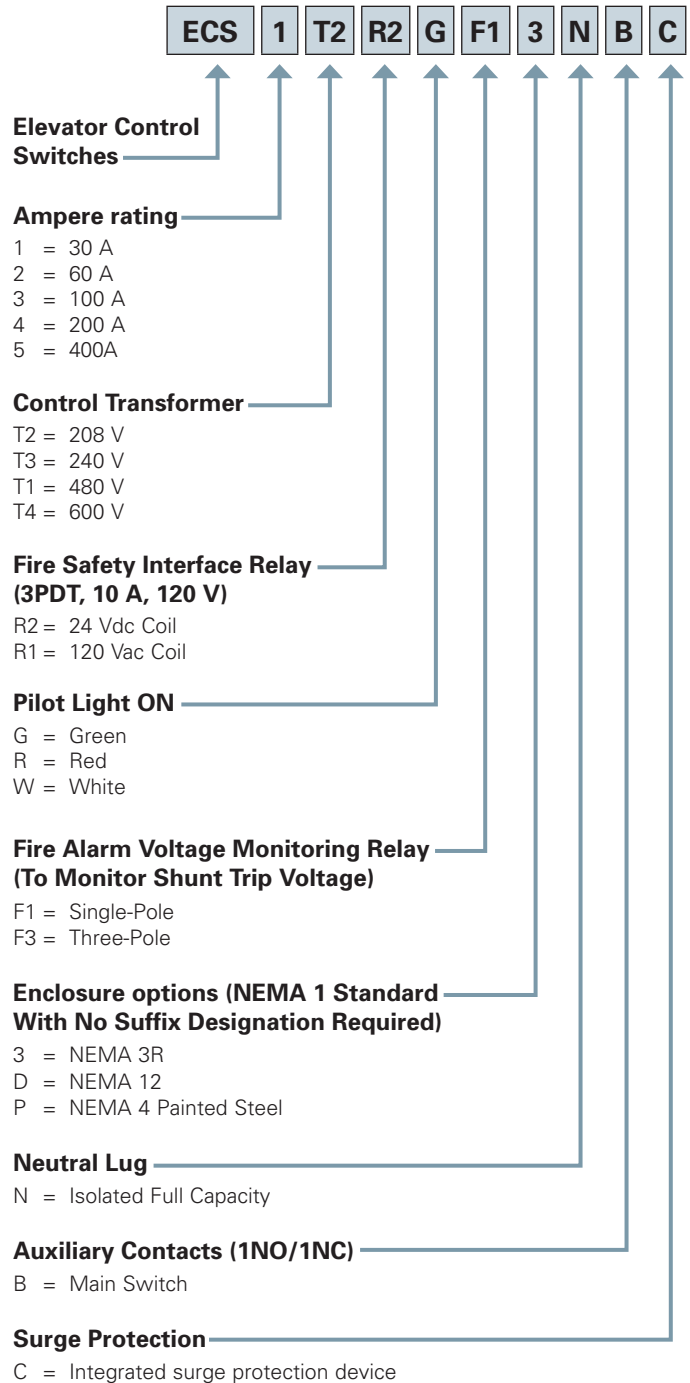 ECS 1 T2 R2 G F1 3 N B C
Elevator Control
Switches
Ampere rating
1 = 30 A
2 = 60 A
3 = 100 A
4 = 200 A
5 = 400A
Control Transformer
T2 = 208 V
T3 = 240 V
T1 = 480 V
T4 = 600 V
Fire Safety Interface Relay
(3PDT, 10 A, 120 V)
R2 = 24 Vdc Coil
R1 = 120 Vac Coil
Pilot Light ON
G = Green
R = Red
W = White
Fire Alarm Voltage Monitoring Relay
(To Monitor Shunt Trip Voltage)
F1 = Single-Pole
F3 = Three-Pole
Enclosure options (NEMA 1 Standard
With No Suffix Designation Required)
3 = NEMA 3R
D = NEMA 12
P = NEMA 4 Painted Steel
Neutral Lug
N = Isolated Full Capacity
Auxiliary Contacts (1NO/1NC)
B = Main Switch
Surge Protection
C = Integrated surge protection device